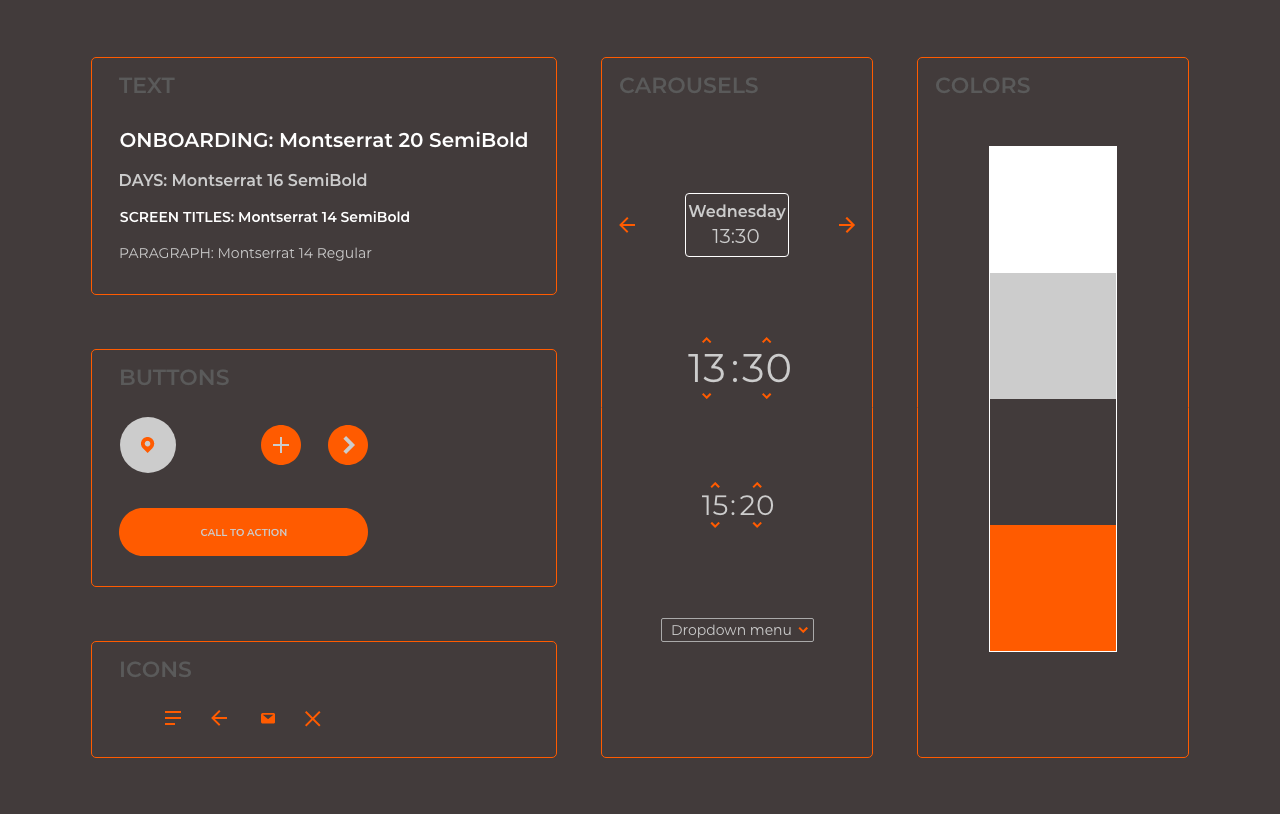 TEXT
ONBOARDING: Montserrat 20 SemiBold
DAYS: Montserrat 16 SemiBold
SCREEN TITLES: Montserrat 14 SemiBold
PARAGRAPH: Montserrat 14 Regular
BUTTONS
CALL TO ACTION
ICONS
CAROUSELS
Wednesday
13:30
13:30
15:20
Dropdown menu
COLORS